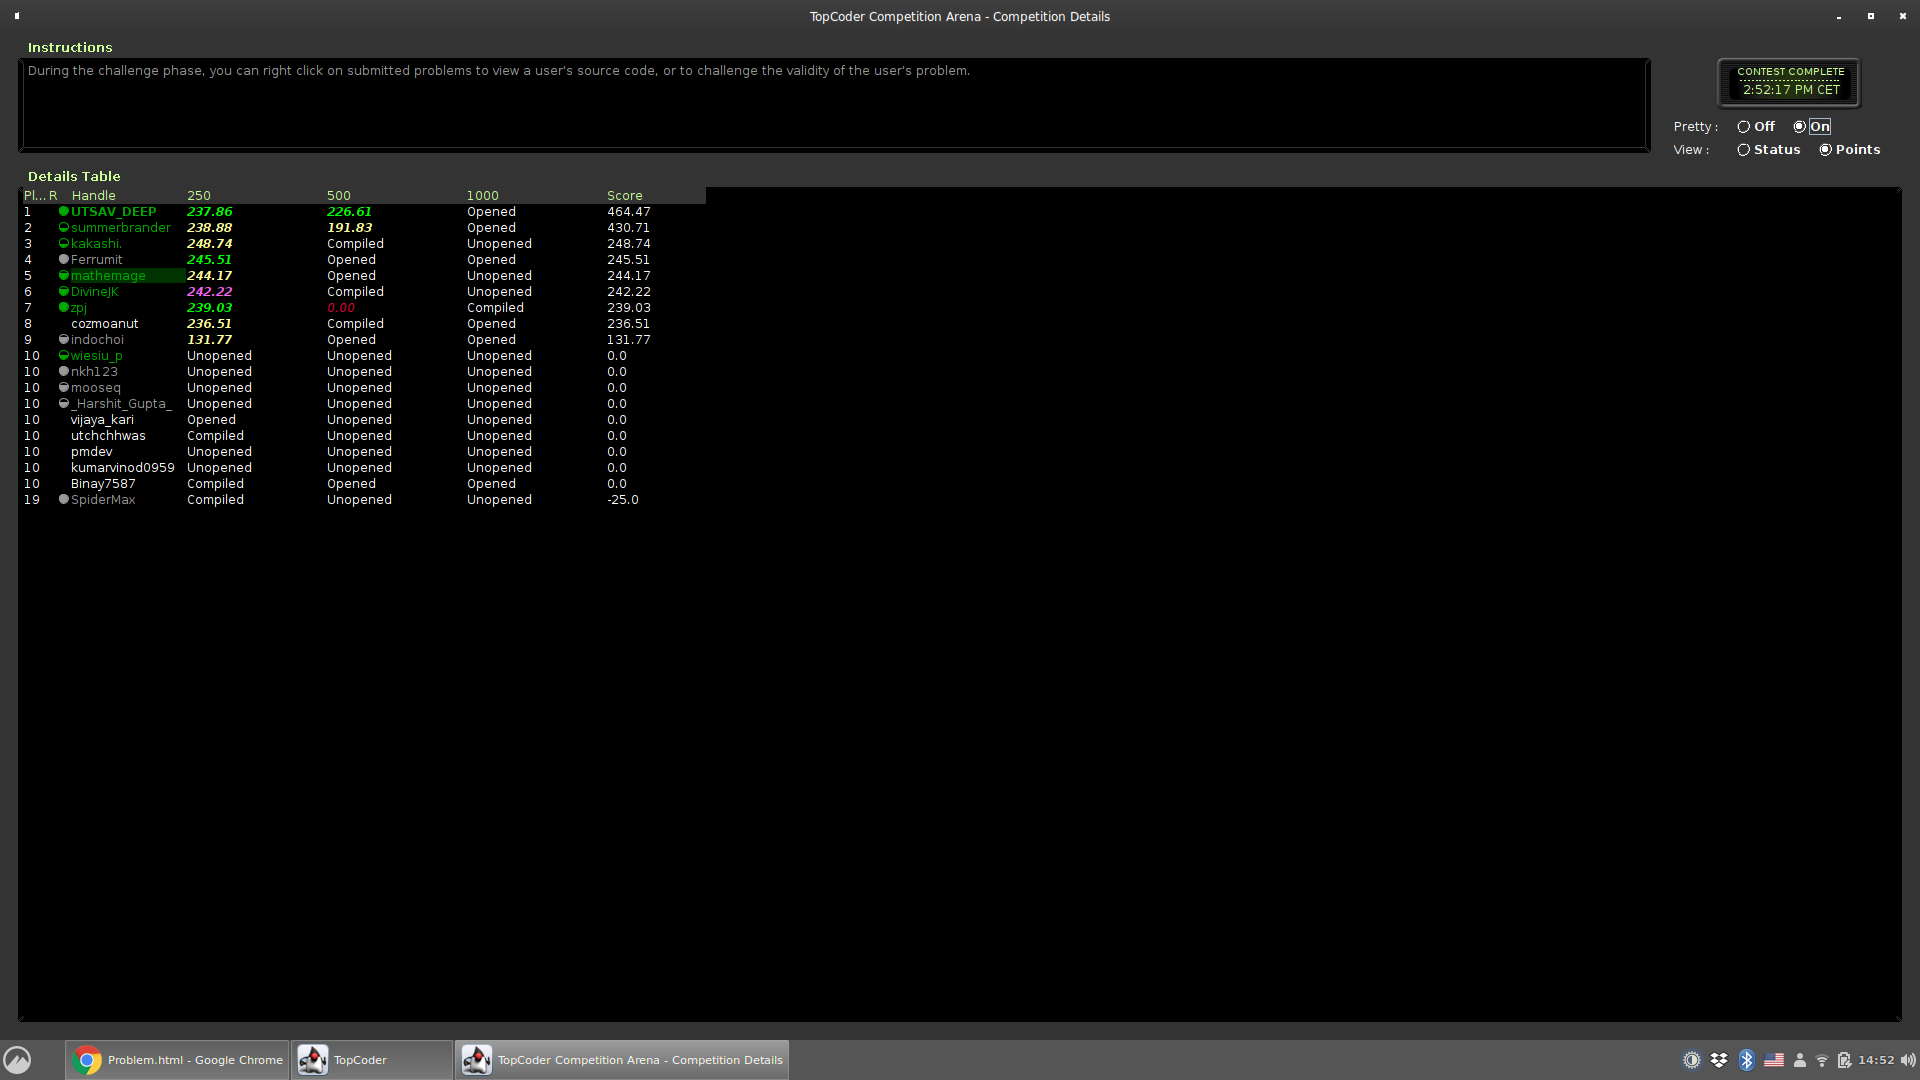 TopCoder Competition Arena - Competition Details
Instructions
During the challenge phase, you can right click on submitted problems to view a user's source code, or to challenge the validity of the user's problem.
CONTEST COMPLETE
2:52:17 PM CET
Pretty : Off On
View : Status Points
Details Table
Pl... R Handle 250 500 1000 Score
1 UTSAV_DEEP 237.86 226.61 Opened 464.47
2 summerbrander 238.88 191.83 Opened 430.71
3 kakashi. 248.74 Compiled Unopened 248.74
4 Ferrumit 245.51 Opened Opened 245.51
5 mathemage 244.17 Opened Unopened 244.17
6 DivineJK 242.22 Compiled Unopened 242.22
7 zpj 239.03 0.00 Compiled 239.03
8 cozmoanut 236.51 Compiled Opened 236.51
9 indochoi 131.77 Opened Opened 131.77
10 wiesiu_p Unopened Unopened Unopened 0.0
10 nkh123 Unopened Unopened Unopened 0.0
10 mooseq Unopened Unopened Unopened 0.0
10 _Harshit_Gupta_ Unopened Unopened Unopened 0.0
10 vijaya_kari Opened Unopened Unopened 0.0
10 utchchhwas Compiled Unopened Unopened 0.0
10 pmdev Unopened Unopened Unopened 0.0
10 kumarvinod0959 Unopened Unopened Unopened 0.0
10 Binay7587 Compiled Opened Opened 0.0
19 SpiderMax Compiled Unopened Unopened -25.0
Problem.html - Google Chrome
TopCoder
TopCoder Competition Arena - Competition Details
14:52